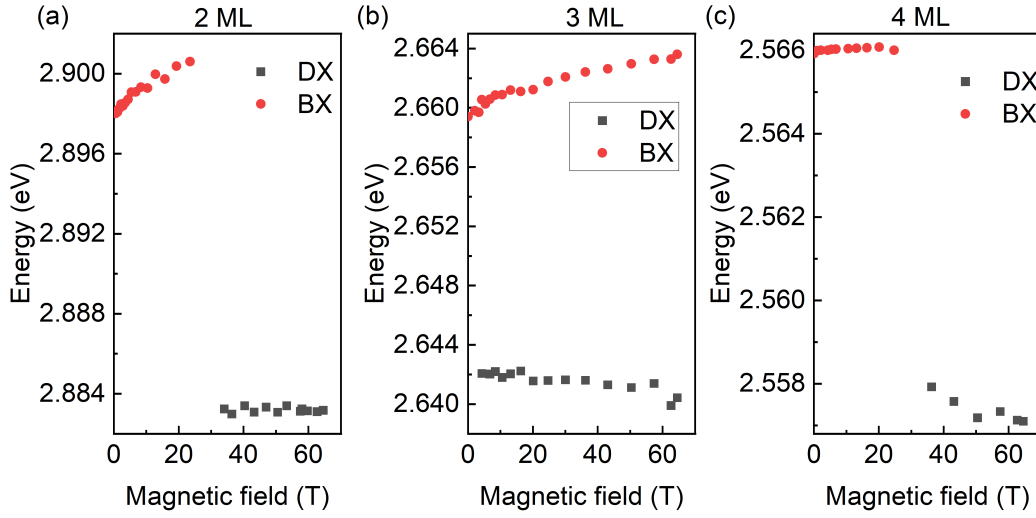 (a) 2 ML
Energy (eV)
2.900
2.896
2.892
2.888
2.884
0 20 40 60
Magnetic field (T)
DX
BX
(b) 3 ML
Energy (eV)
2.664
2.660
2.656
2.652
2.648
2.644
2.640
0 20 40 60
Magnetic field (T)
DX
BX
(c) 4 ML
Energy (eV)
2.566
2.564
2.562
2.560
2.558
0 20 40 60
Magnetic field (T)
DX
BX